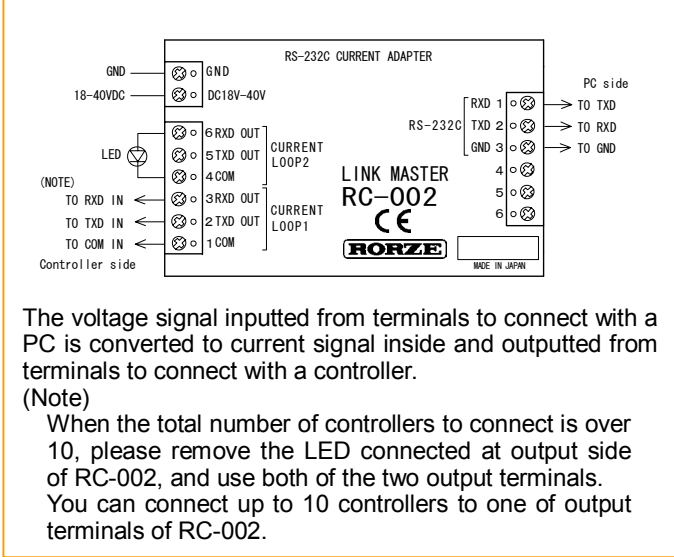 RS-232C CURRENT ADAPTER
GND GND
18-40VDC DC18V-40V
LED
6 RXD OUT
5 TXD OUT
4 COM
CURRENT
LOOP2
(NOTE)
TO RXD IN 3 RXD OUT
TO TXD IN 2 TXD OUT
TO COM IN 1 COM
CURRENT
LOOP1
Controller side
LINK MASTER
RC-002
CE
RORZE
MADE IN JAPAN
PC side
RS-232C
RXD 1 TO TXD
TXD 2 TO RXD
GND 3 TO GND
4
5
6
The voltage signal inputted from terminals to connect with a
PC is converted to current signal inside and outputted from
terminals to connect with a controller.
(Note)
When the total number of controllers to connect is over
10, please remove the LED connected at output side
of RC-002, and use both of the two output terminals.
You can connect up to 10 controllers to one of output
terminals of RC-002.